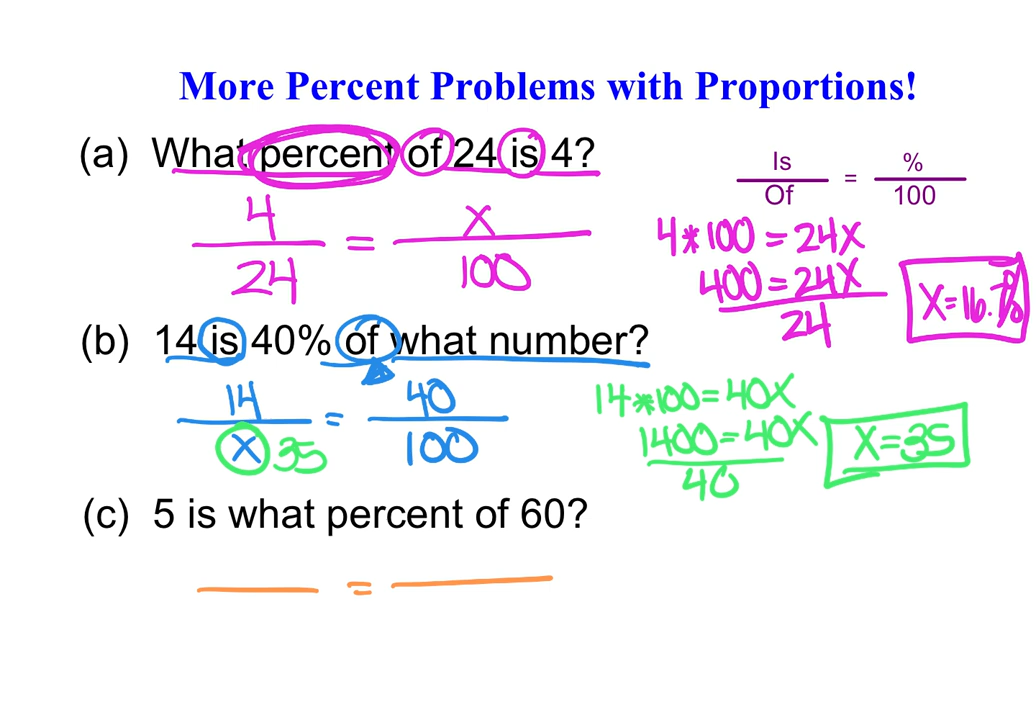 More Percent Problems with Proportions!
(a) What percent of 24 is 4?
Is / Of = % / 100
4 / 24 = X / 100
4*100 = 24X
400 = 24X
24
(b) 14 is 40% of what number?
14 / X = 40 / 100
35
14*100 = 40X
1400 = 40X
40
X = 35
(c) 5 is what percent of 60?
=